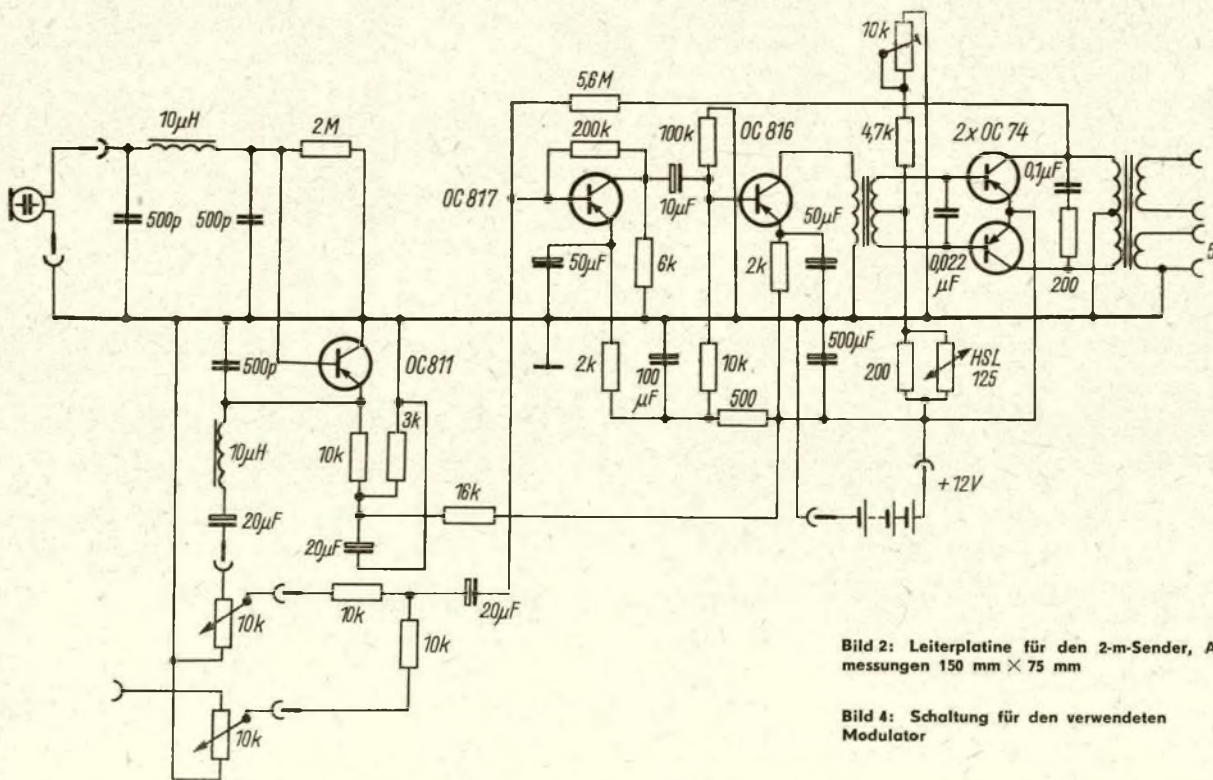 10k
5,6M
10µH
2M
200k
100k
OC 816
4,7k
2x OC 74
0,1µF
OC 817
10µF
500p
500p
50µF
6k
2k
50µF
0,022
µF
200
5
500p
OC811
2k
100
µF
10k
500
500µF
200
HSL
125
3k
10µH
10k
16k
+12V
20µF
20µF
10k
10k
20µF
10k
10k
Bild 2: Leiterplatine für den 2-m-Sender, A
messungen 150 mm × 75 mm
Bild 4: Schaltung für den verwendeten
Modulator